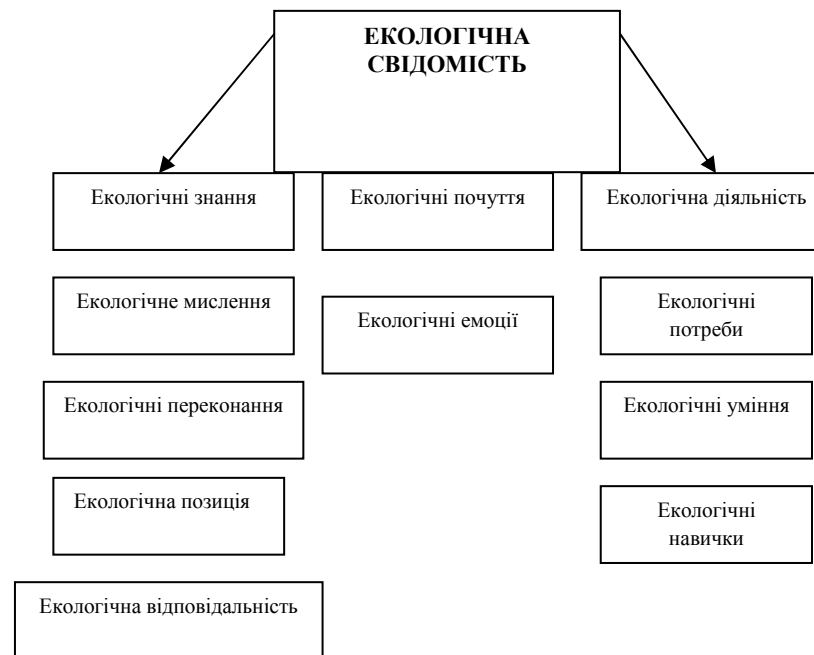 ЕКОЛОГІЧНА
СВІДОМІСТЬ
Екологічні знання
Екологічні почуття
Екологічна діяльність
Екологічне мислення
Екологічні емоції
Екологічні
потреби
Екологічні переконання
Екологічні уміння
Екологічна позиція
Екологічні
навички
Екологічна відповідальність